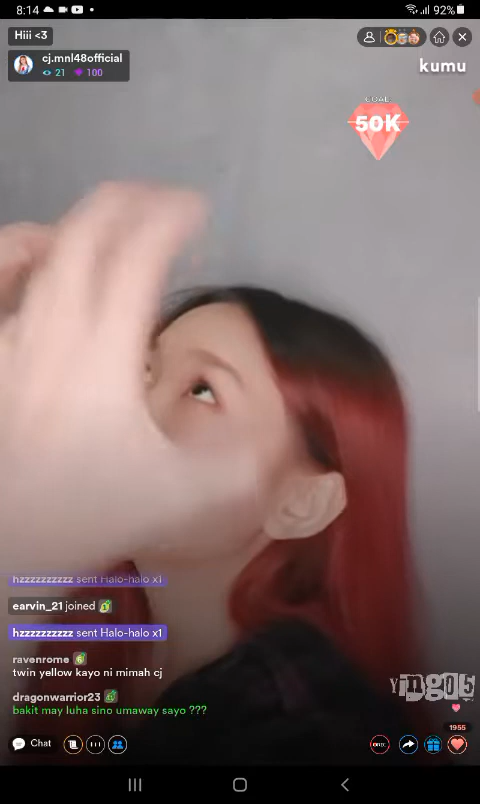 8:14
92%
Hiii <3
cj.mnl48official
21 100
kumu
GOAL
50K
hzzzzzzzzzz sent Halo-halo x1
earvin_21 joined
hzzzzzzzzzz sent Halo-halo x1
ravenrome
twin yellow kayo ni mimah cj
dragonwarrior23
bakit may luha sino umaway sayo ???
Yingo5
1955
Chat